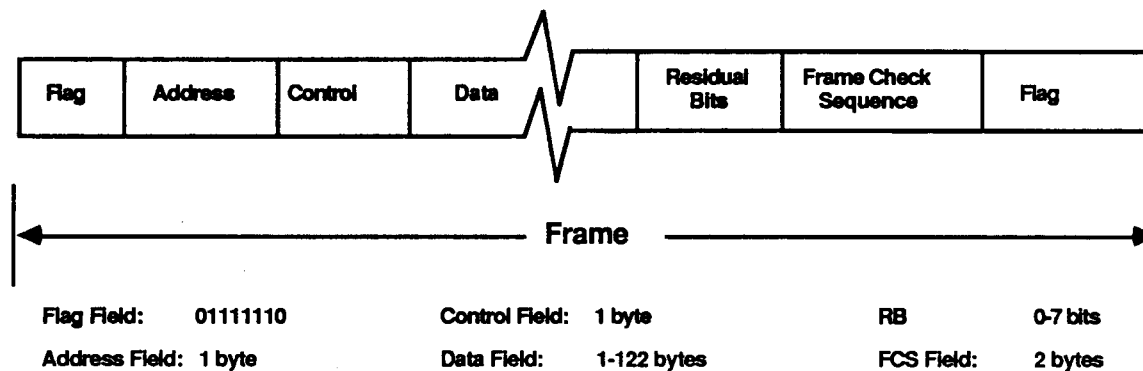 Flag Address Control Data Residual Bits Frame Check Sequence Flag
Frame
Flag Field: 01111110 Control Field: 1 byte RB 0-7 bits
Address Field: 1 byte Data Field: 1-122 bytes FCS Field: 2 bytes